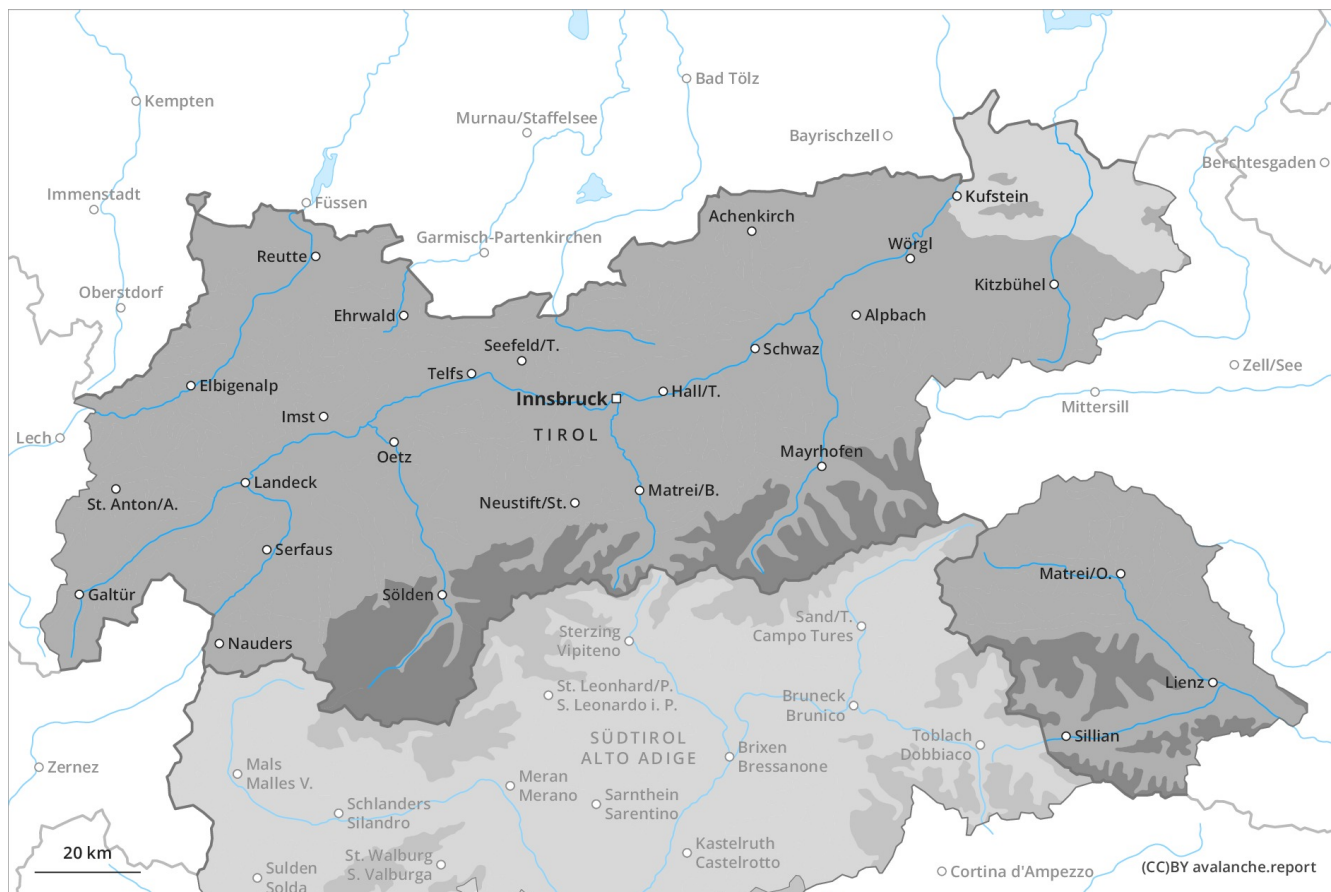 Bad Tölz
Kempten
Murnau/Staffelsee
Bayrischzell
Berchtesgaden
Immenstadt
Füssen
Kufstein
Achenkirch
Garmisch-Partenkirchen
Wörgl
Reutte
Oberstdorf
Kitzbühel
Ehrwald
Alpbach
Seefeld/T.
Schwaz
Zell/See
Telfs
Elbigenalp
Hall/T.
Innsbruck
Mittersill
Imst
TIROL
Lech
Oetz
Mayrhofen
Landeck
Matrei/B.
St. Anton/A.
Neustift/St.
Serfaus
Matrei/O.
Galtür
Sölden
Sand/T.
Campo Tures
Sterzing
Vipiteno
Nauders
Lienz
St. Leonhard/P.
S. Leonardo i. P.
Bruneck
Brunico
SÜDTIROL
ALTO ADIGE
Toblach
Dobbiaco
Sillian
Brixen
Bressanone
Mals
Malles V.
Zernez
Meran
Merano
Sarnthein
Sarentino
Schlanders
Silandro
Kastelruth
Castelrotto
20 km
St. Walburg
S. Valburga
Sulden
Solda
Cortina d'Ampezzo
(CC)BY avalanche.report